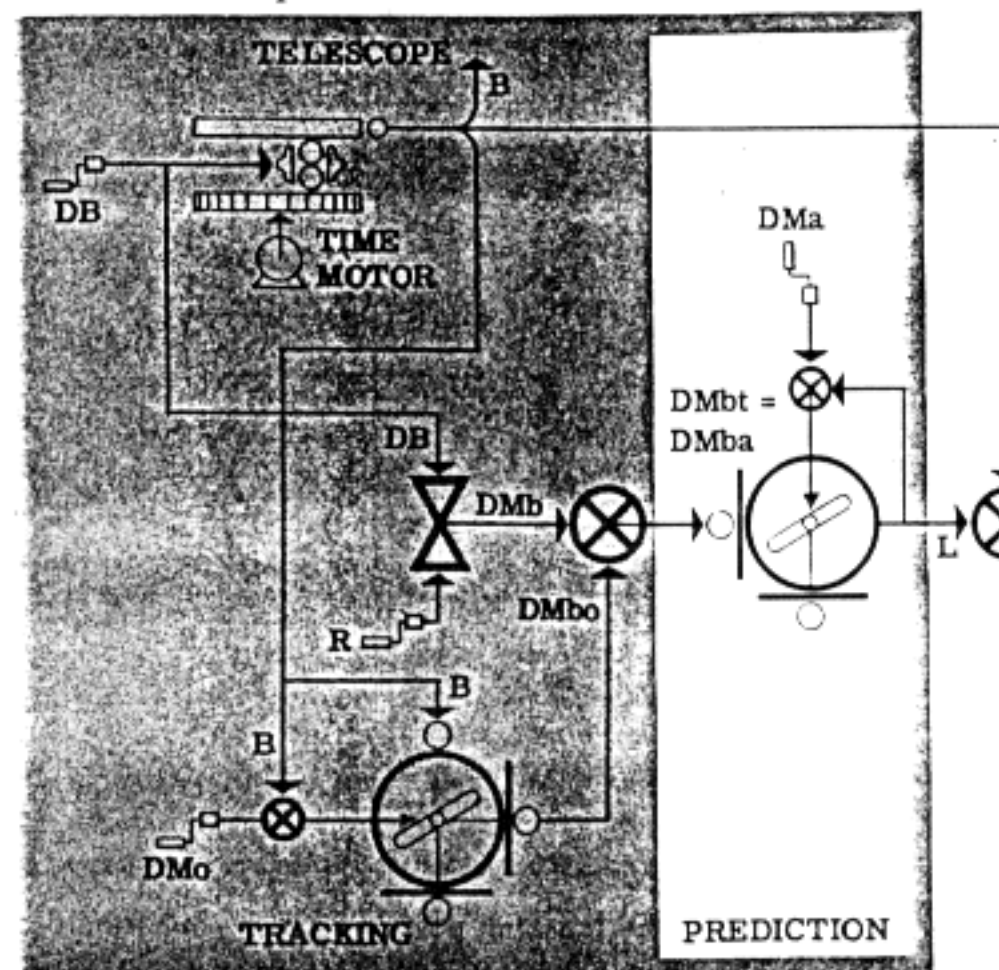 TELESCOPE
B
DB
TIME
MOTOR
DMa
DMbt =
DMba
DB
DMb
L
DMbo
R
B
B
DMo
TRACKING
PREDICTION